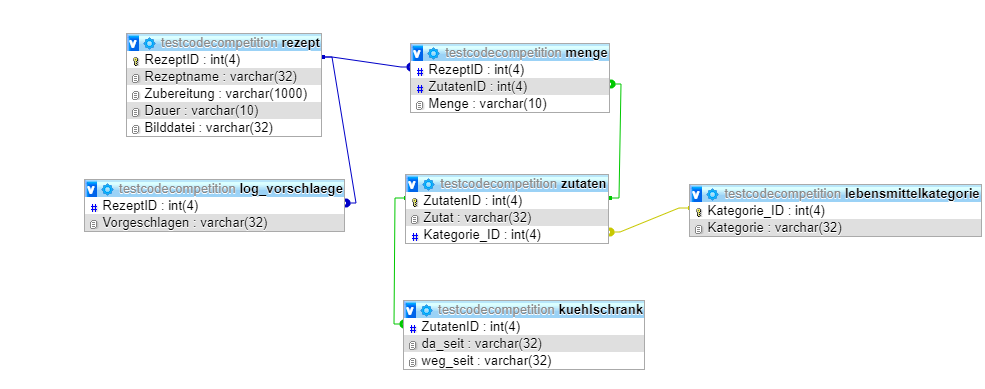 testcodecompetition rezept
RezeptID : int(4)
Rezeptname : varchar(32)
Zubereitung : varchar(1000)
Dauer : varchar(10)
Bilddatei : varchar(32)
testcodecompetition menge
RezeptID : int(4)
ZutatenID : int(4)
Menge : varchar(10)
testcodecompetition log_vorschlaege
RezeptID : int(4)
Vorgeschlagen : varchar(32)
testcodecompetition zutaten
ZutatenID : int(4)
Zutat : varchar(32)
Kategorie_ID : int(4)
testcodecompetition lebensmittelkategorie
Kategorie_ID : int(4)
Kategorie : varchar(32)
testcodecompetition kuehlschrank
ZutatenID : int(4)
da_seit : varchar(32)
weg_seit : varchar(32)